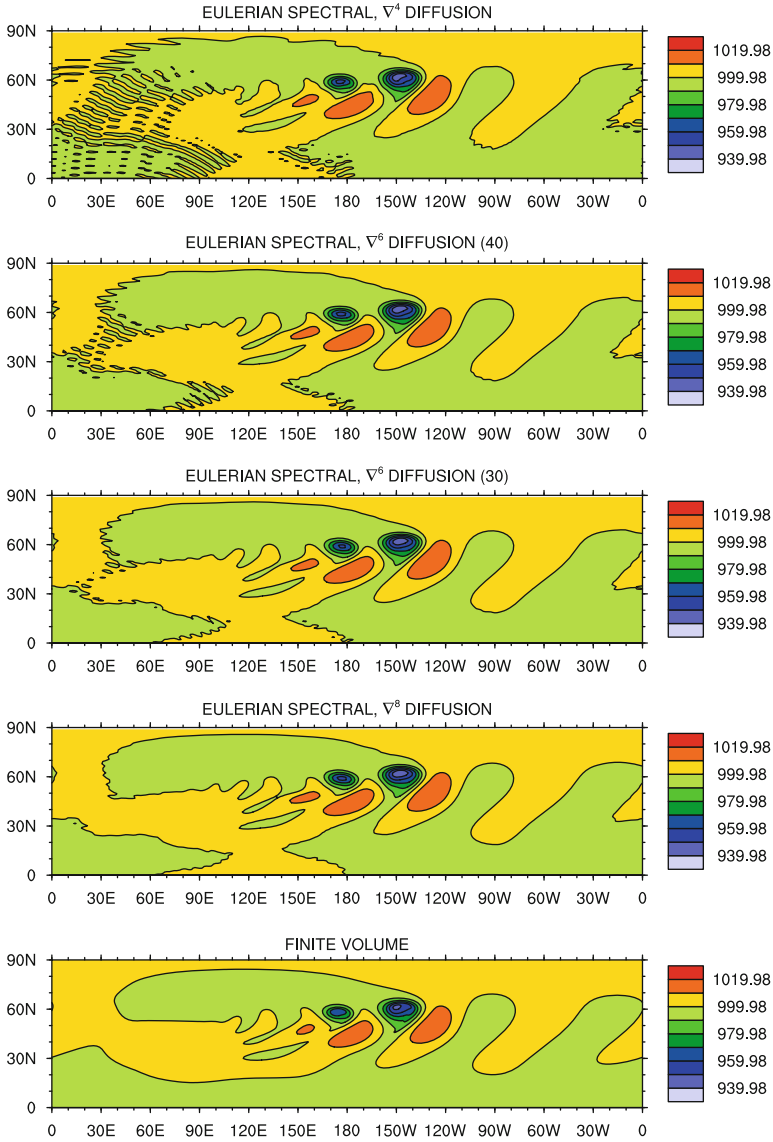 EULERIAN SPECTRAL, ∇⁴ DIFFUSION
90N
60N
30N
0
0 30E 60E 90E 120E 150E 180 150W 120W 90W 60W 30W 0
1019.98
999.98
979.98
959.98
939.98
EULERIAN SPECTRAL, ∇⁶ DIFFUSION (40)
90N
60N
30N
0
0 30E 60E 90E 120E 150E 180 150W 120W 90W 60W 30W 0
1019.98
999.98
979.98
959.98
939.98
EULERIAN SPECTRAL, ∇⁶ DIFFUSION (30)
90N
60N
30N
0
0 30E 60E 90E 120E 150E 180 150W 120W 90W 60W 30W 0
1019.98
999.98
979.98
959.98
939.98
EULERIAN SPECTRAL, ∇⁸ DIFFUSION
90N
60N
30N
0
0 30E 60E 90E 120E 150E 180 150W 120W 90W 60W 30W 0
1019.98
999.98
979.98
959.98
939.98
FINITE VOLUME
90N
60N
30N
0
0 30E 60E 90E 120E 150E 180 150W 120W 90W 60W 30W 0
1019.98
999.98
979.98
959.98
939.98